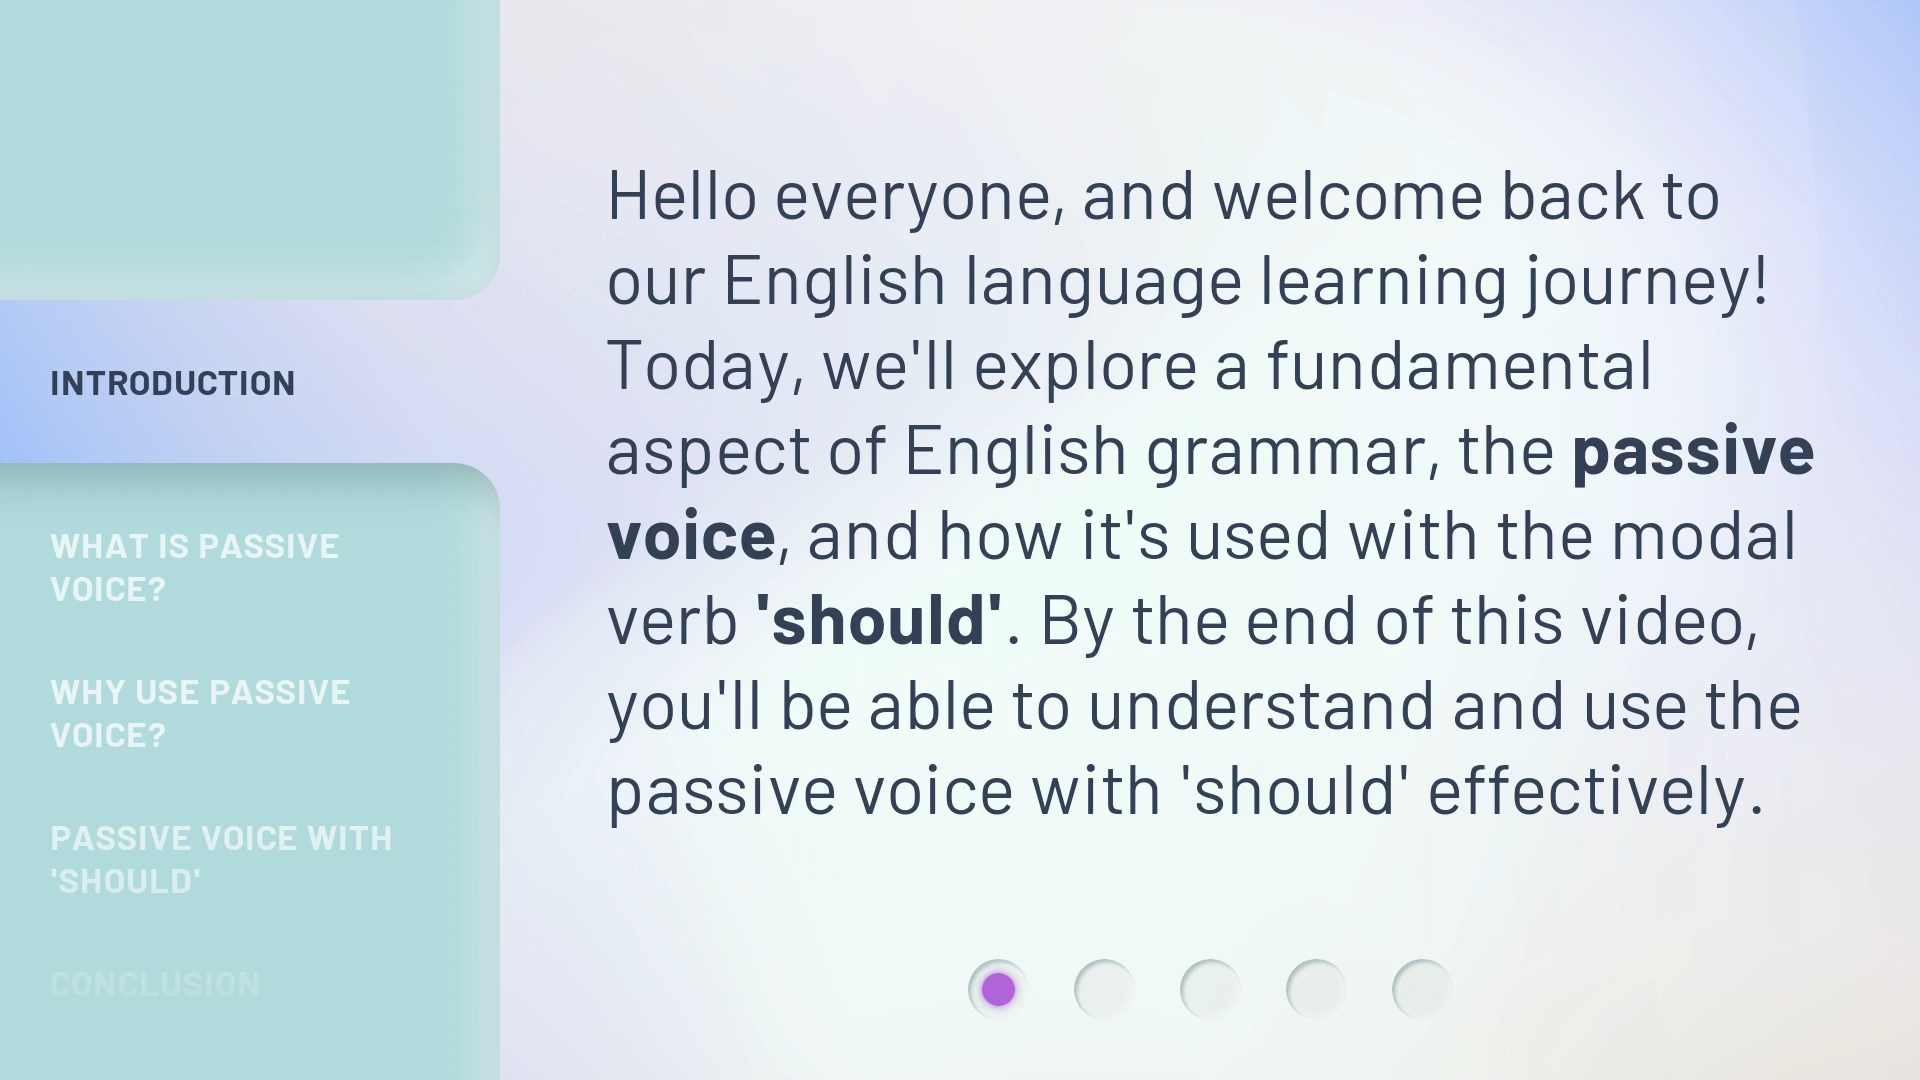 INTRODUCTION
WHAT IS PASSIVE
VOICE?
WHY USE PASSIVE
VOICE?
PASSIVE VOICE WITH
'SHOULD'
CONCLUSION
Hello everyone, and welcome back to
our English language learning journey!
Today, we'll explore a fundamental
aspect of English grammar, the passive
voice, and how it's used with the modal
verb 'should'. By the end of this video,
you'll be able to understand and use the
passive voice with 'should' effectively.